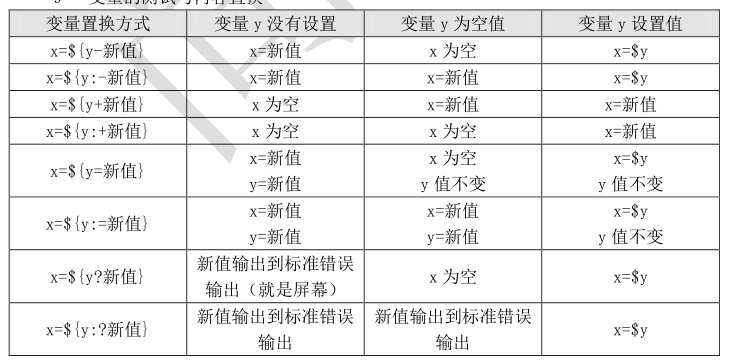 变量置换方式 变量 y 没有设置 变量 y 为空值 变量 y 设置值
x=${y-新值} x=新值 x 为空 x=$y
x=${y:-新值} x=新值 x=新值 x=$y
x=${y+新值} x 为空 x=新值 x=新值
x=${y:+新值} x 为空 x 为空 x=新值
x=${y=新值} x=新值 x 为空 x=$y
y=新值 y 值不变 y 值不变
x=${y:=新值} x=新值 x=新值 x=$y
y=新值 y=新值 y 值不变
x=${y?新值} 新值输出到标准错误 x 为空 x=$y
输出（就是屏幕）
x=${y:?新值} 新值输出到标准错误 新值输出到标准错误 x=$y
输出 输出